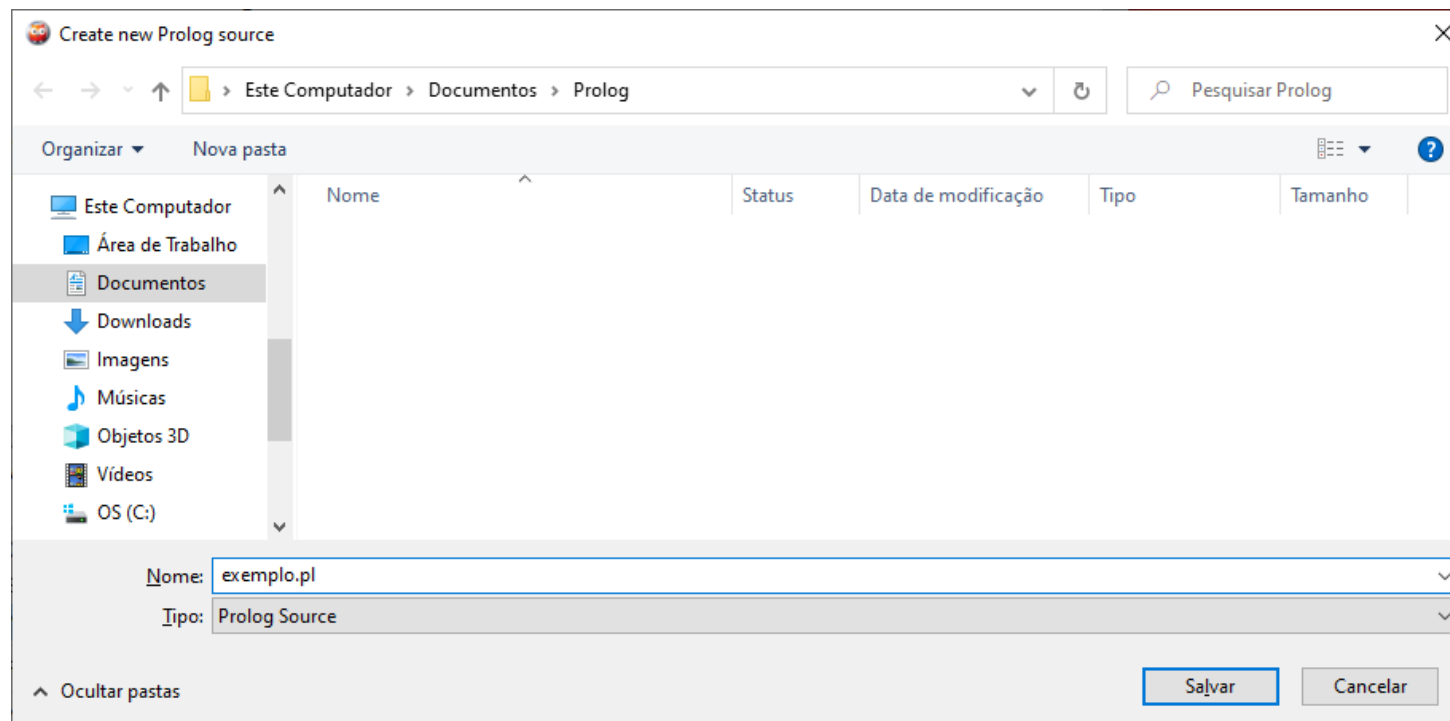 Create new Prolog source
Este Computador > Documentos > Prolog
Pesquisar Prolog
Organizar
Nova pasta
Nome
Status
Data de modificação
Tipo
Tamanho
Este Computador
Área de Trabalho
Documentos
Downloads
Imagens
Músicas
Objetos 3D
Vídeos
OS (C:)
Nome: exemplo.pl
Tipo: Prolog Source
Ocultar pastas
Salvar
Cancelar